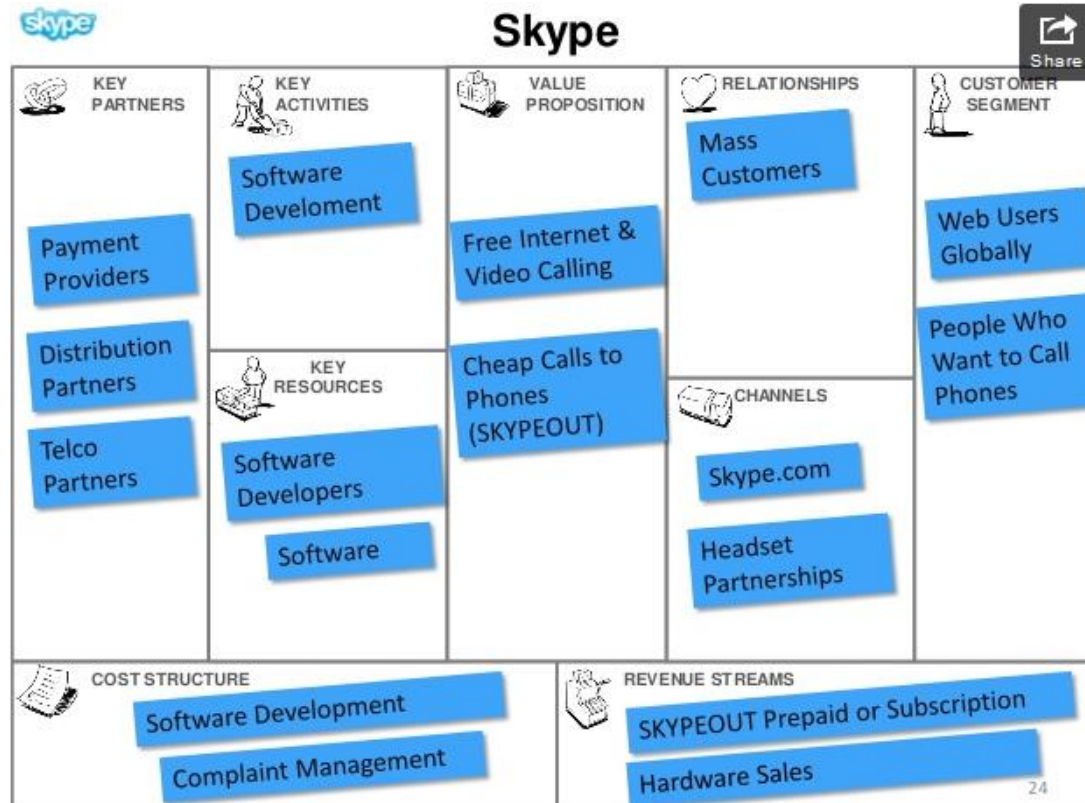 skype
Skype
Share
KEY
PARTNERS
Payment
Providers
Distribution
Partners
Telco
Partners
KEY
ACTIVITIES
Software
Develoment
KEY
RESOURCES
Software
Developers
Software
VALUE
PROPOSITION
Free Internet &
Video Calling
Cheap Calls to
Phones
(SKYPEOUT)
RELATIONSHIPS
Mass
Customers
CHANNELS
Skype.com
Headset
Partnerships
CUSTOMER
SEGMENT
Web Users
Globally
People Who
Want to Call
Phones
COST STRUCTURE
Software Development
Complaint Management
REVENUE STREAMS
SKYPEOUT Prepaid or Subscription
Hardware Sales
24